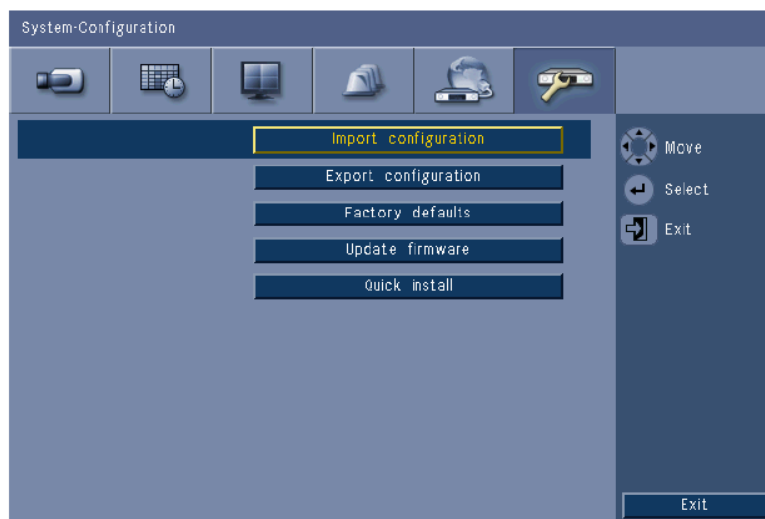 System-Configuration
Import configuration
Export configuration
Factory defaults
Update firmware
Quick install
Move
Select
Exit
Exit